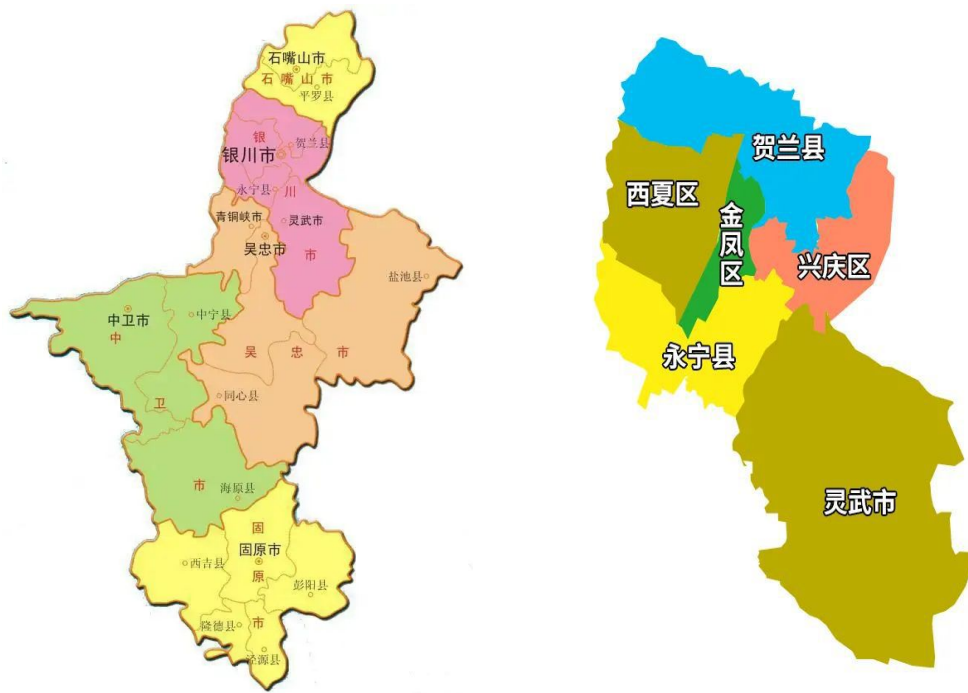 石嘴山市
石嘴山市
平罗县
银
贺兰县
银川市
永宁县
川
青铜峡市
灵武市
吴忠市
市
盐池县
中卫市
中宁县
中
吴忠市
卫
同心县
市
海原县
固
固原市
西吉县
原
彭阳县
隆德县
市
泾源县
贺兰县
西夏区
金凤区
兴庆区
永宁县
灵武市